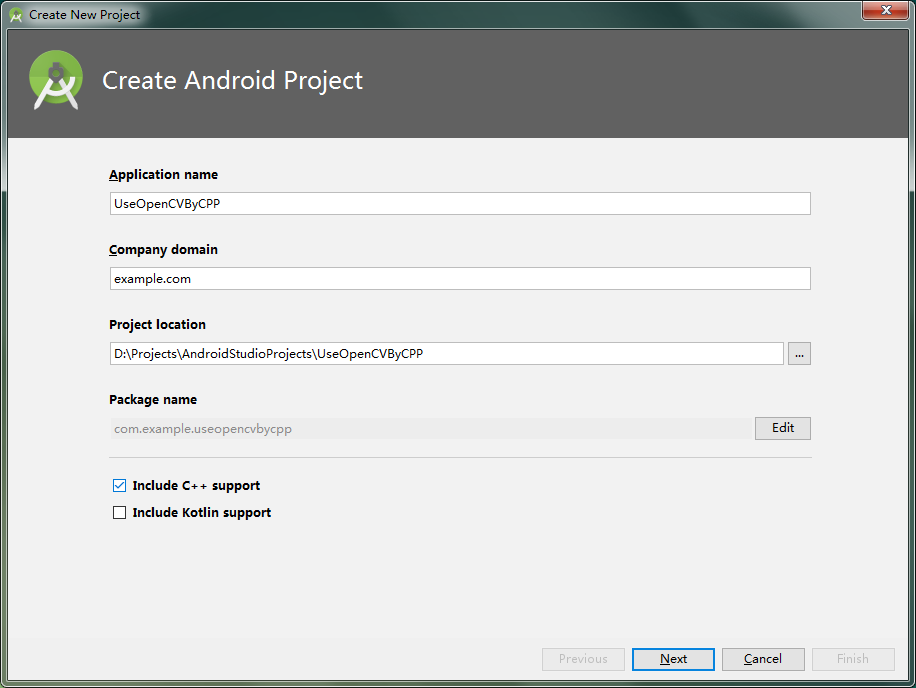 Create New Project
Create Android Project
Application name
UseOpenCVByCPP
Company domain
example.com
Project location
D:\Projects\AndroidStudioProjects\UseOpenCVByCPP
...
Package name
com.example.useopencvbycpp
Edit
Include C++ support
Include Kotlin support
Previous Next Cancel Finish